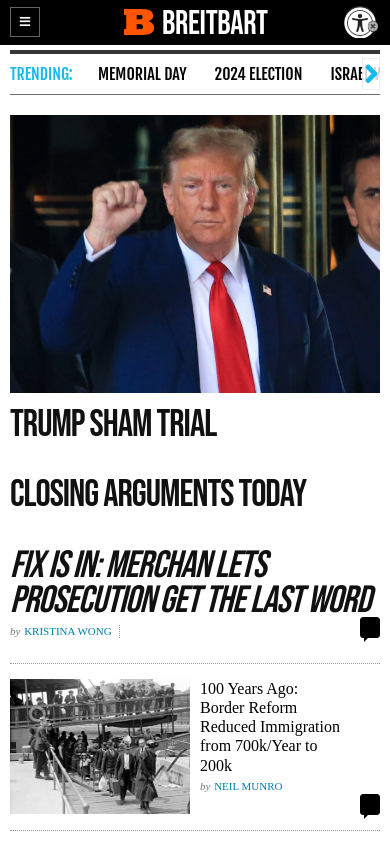 BREITBART
TRENDING:
MEMORIAL DAY
2024 ELECTION
TRUMP SHAM TRIAL
CLOSING ARGUMENTS TODAY
FIX IS IN: MERCHAN LETS
PROSECUTION GET THE LAST WORD
by KRISTINA WONG
100 Years Ago:
Border Reform
Reduced Immigration
from 700k/Year to
200k
by NEIL MUNRO